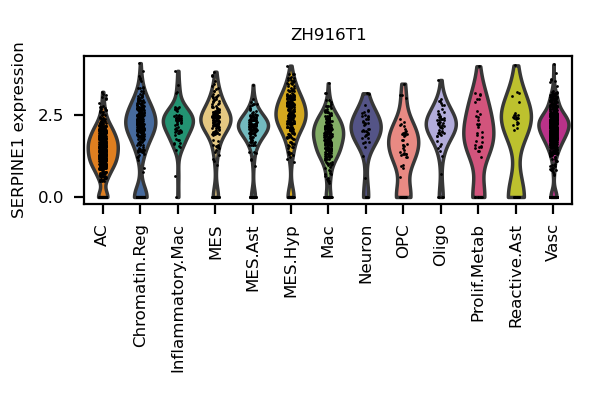 ZH916T1
SERPINE1 expression
2.5
0.0
AC
Chromatin.Reg
Inflammatory.Mac
MES
MES.Ast
MES.Hyp
Mac
Neuron
OPC
Oligo
Prolif.Metab
Reactive.Ast
Vasc